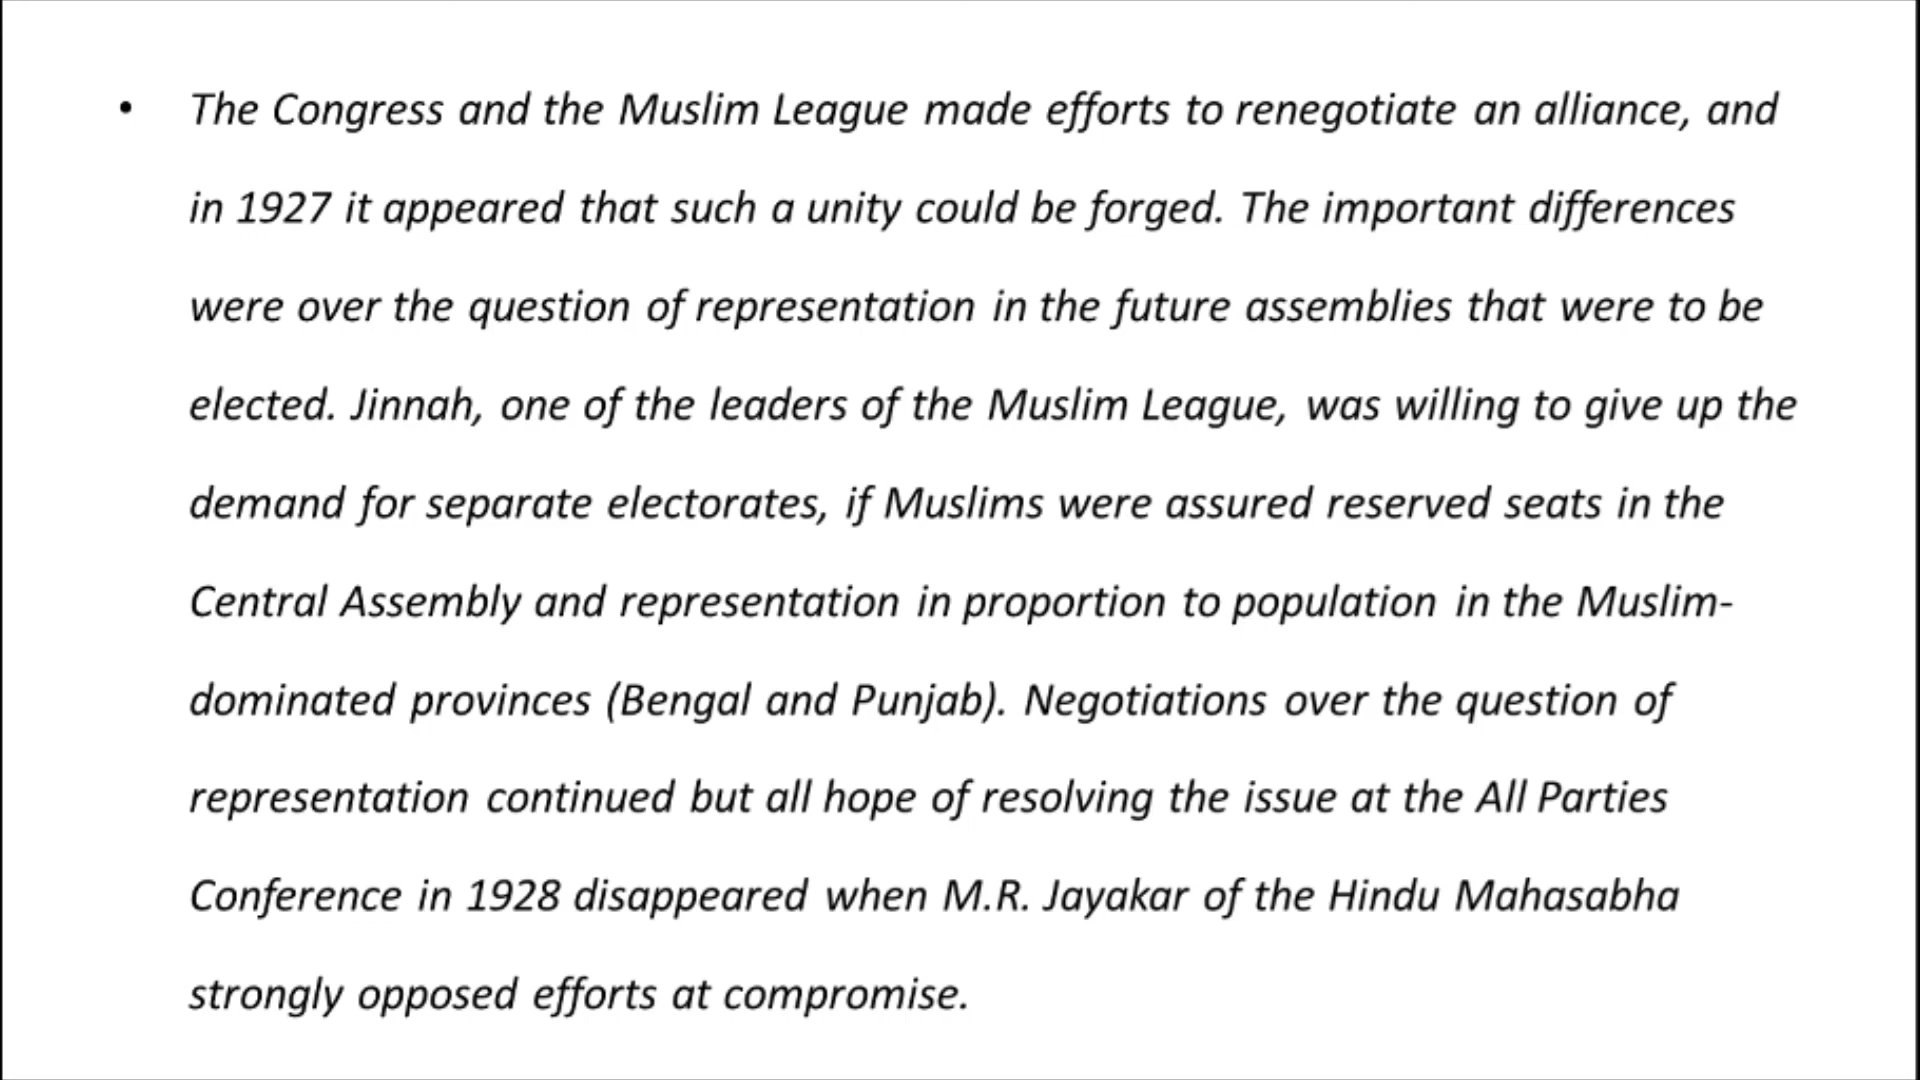 • The Congress and the Muslim League made efforts to renegotiate an alliance, and
in 1927 it appeared that such a unity could be forged. The important differences
were over the question of representation in the future assemblies that were to be
elected. Jinnah, one of the leaders of the Muslim League, was willing to give up the
demand for separate electorates, if Muslims were assured reserved seats in the
Central Assembly and representation in proportion to population in the Muslim-
dominated provinces (Bengal and Punjab). Negotiations over the question of
representation continued but all hope of resolving the issue at the All Parties
Conference in 1928 disappeared when M.R. Jayakar of the Hindu Mahasabha
strongly opposed efforts at compromise.